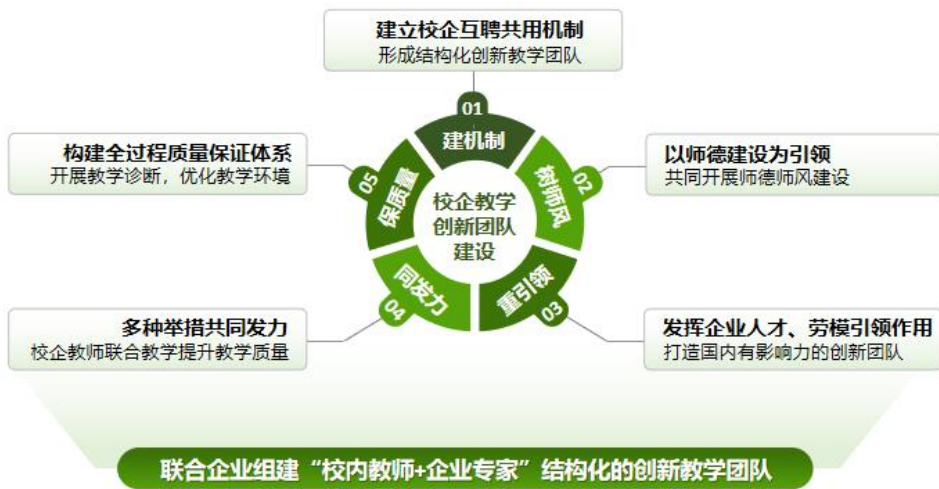 建立校企互聘共用机制
形成结构化创新教学团队
01
建机制
构建全过程质量保证体系
开展教学诊断，优化教学环境
05
保质量
校企教学
创新团队
建设
02
树师风
以师德建设为引领
共同开展师德师风建设
04
同发力
多种举措共同发力
校企教师联合教学提升教学质量
03
重引领
发挥企业人才、劳模引领作用
打造国内有影响力的创新团队
联合企业组建“校内教师+企业专家”结构化的创新教学团队